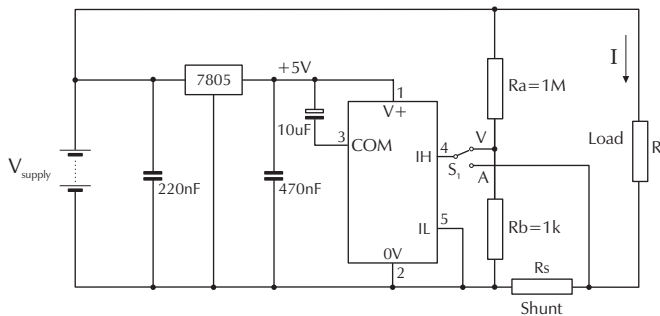 7805
+5V
I
1
V+
Ra=1M
10uF
3
COM
Load
R
IH
4
V
S1
A
Vsupply
220nF
470nF
5
IL
Rb=1k
0V
2
Rs
Shunt